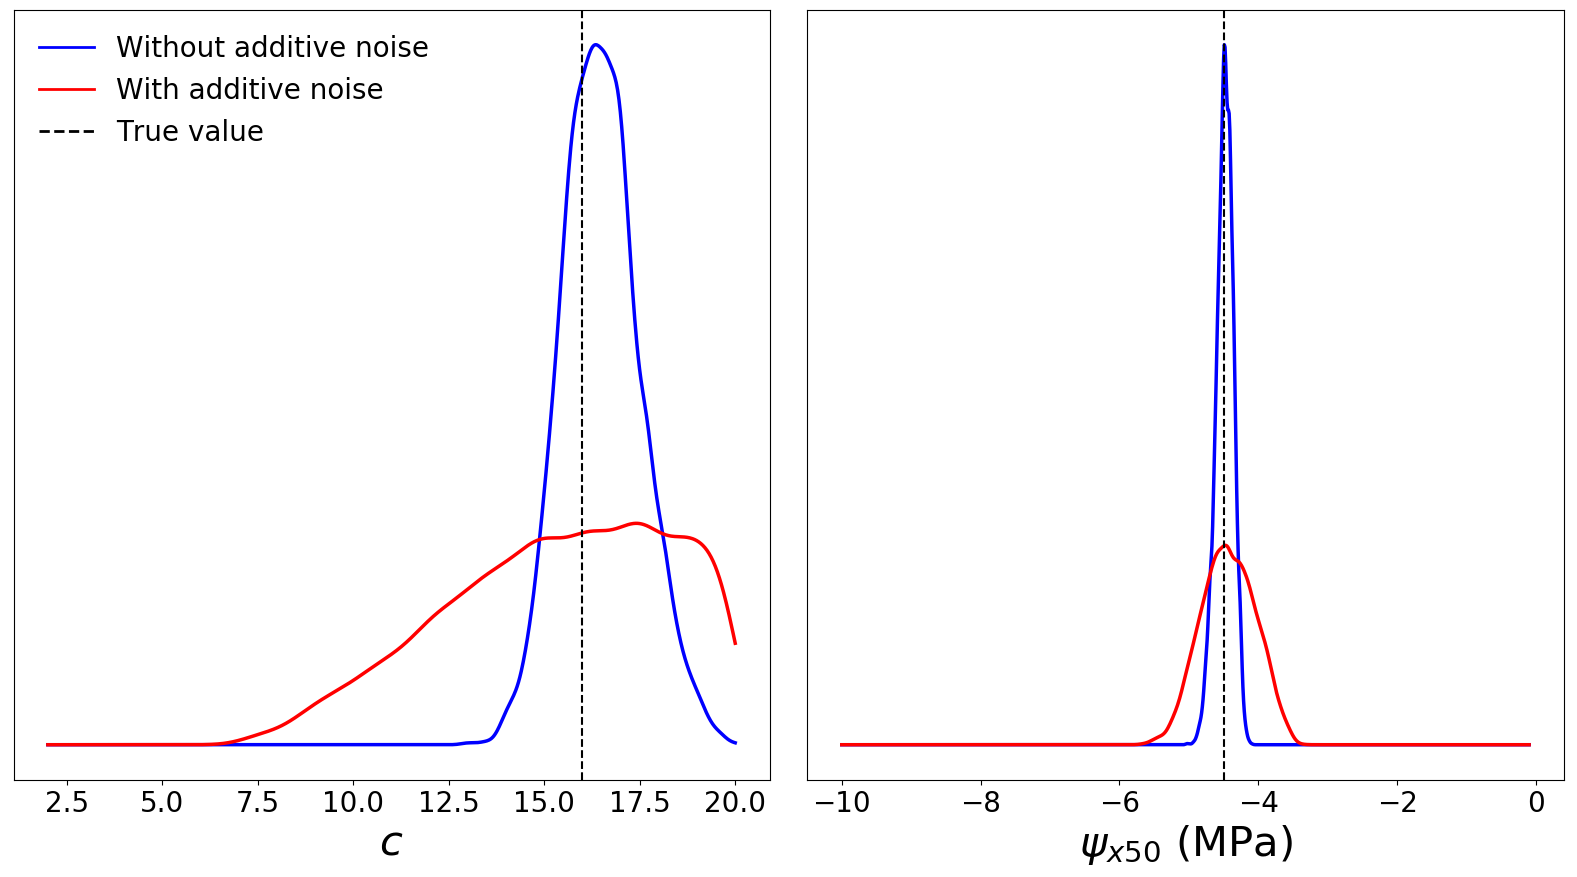 Without additive noise
With additive noise
True value
2.5 5.0 7.5 10.0 12.5 15.0 17.5 20.0
c
−10 −8 −6 −4 −2 0
ψx50 (MPa)